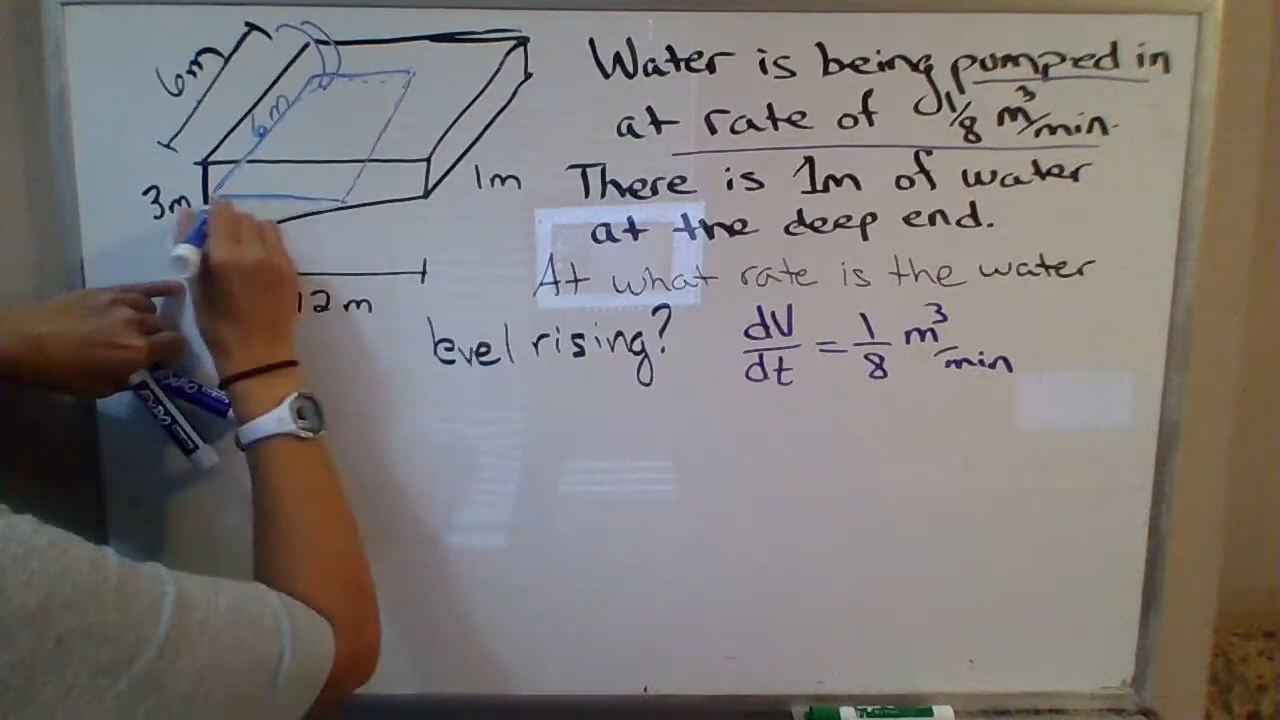 6m
6m
3m
1m
12m
Water is being pumped in
at rate of 1/8 m³/min.
There is 1m of water
at the deep end.
At what rate is the water
level rising?
dV/dt = 1/8 m³/min
EXPO
EXPO